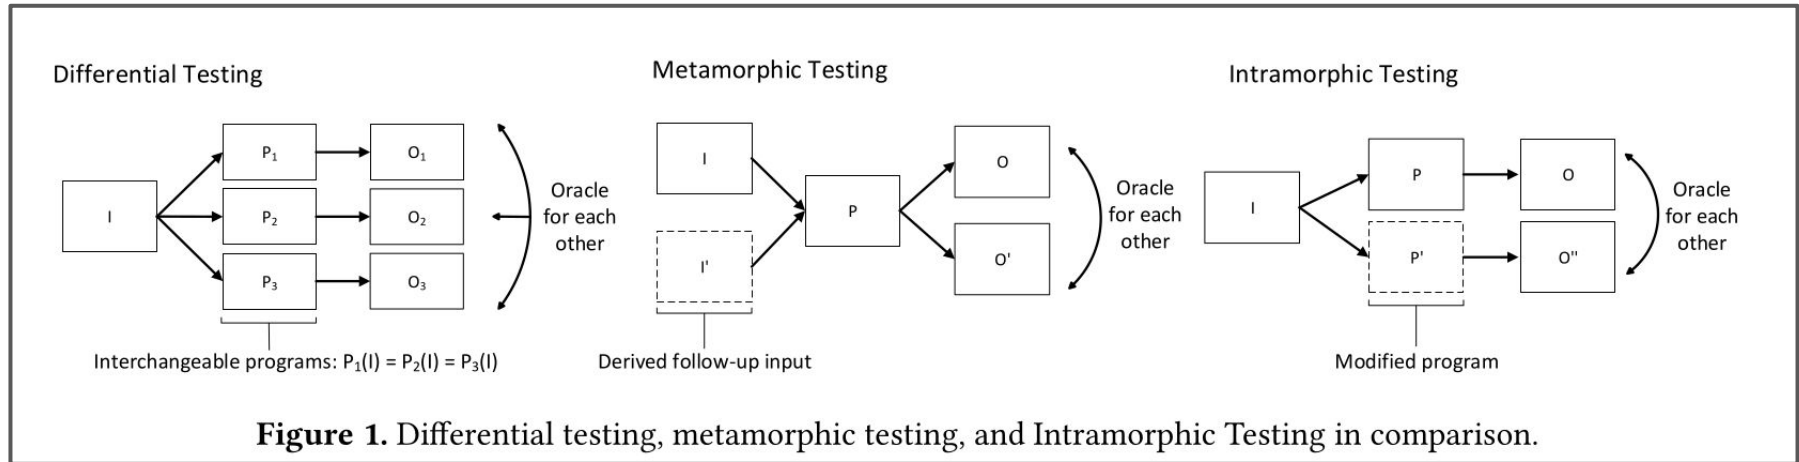 Differential Testing
I
P₁
O₁
P₂
O₂
P₃
O₃
Oracle
for each
other
Interchangeable programs: P₁(I) = P₂(I) = P₃(I)
Metamorphic Testing
I
I'
P
O
O'
Oracle
for each
other
Derived follow-up input
Intramorphic Testing
I
P
O
P'
O"
Oracle
for each
other
Modified program
Figure 1. Differential testing, metamorphic testing, and Intramorphic Testing in comparison.